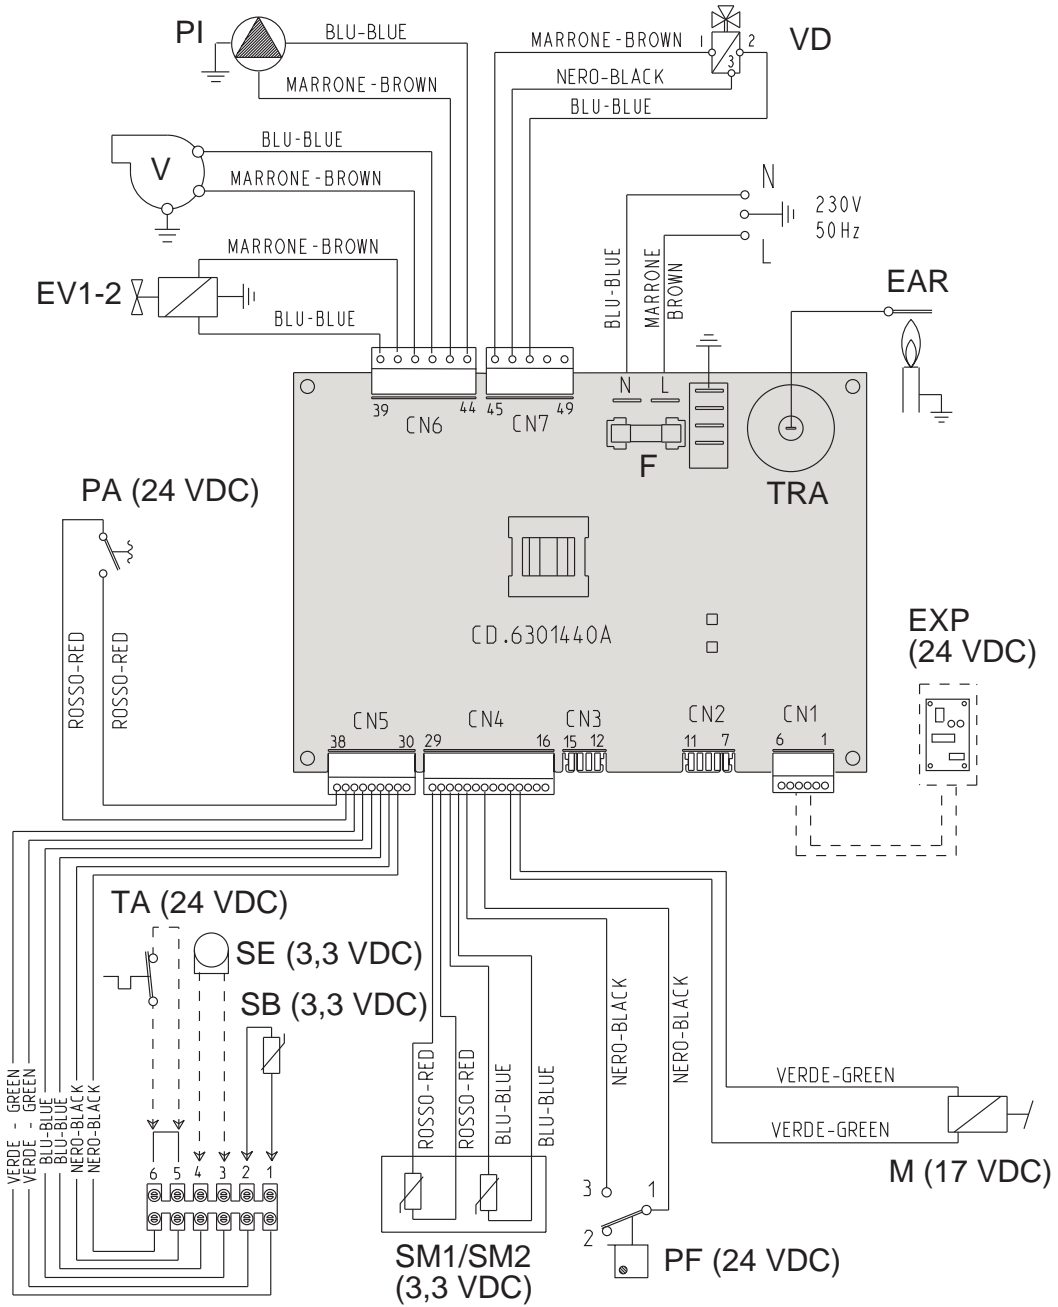 PI
BLU-BLUE
MARRONE-BROWN
MARRONE-BROWN
1
2
3
VD
NERO-BLACK
BLU-BLUE
V
BLU-BLUE
MARRONE-BROWN
N
230V
50Hz
L
EV1-2
MARRONE-BROWN
BLU-BLUE
BLU-BLUE
MARRONE
BROWN
EAR
39
44
CN6
45
49
CN7
N
L
F
TRA
PA (24 VDC)
ROSSO-RED
ROSSO-RED
CD.6301440A
EXP
(24 VDC)
CN5
38
30
CN4
29
16
CN3
15
12
CN2
11
7
CN1
6
1
TA (24 VDC)
SE (3,3 VDC)
SB (3,3 VDC)
VERDE - GREEN
VERDE - GREEN
BLU-BLUE
BLU-BLUE
NERO-BLACK
NERO-BLACK
6
5
4
3
2
1
ROSSO-RED
ROSSO-RED
BLU-BLUE
BLU-BLUE
SM1/SM2
(3,3 VDC)
NERO-BLACK
NERO-BLACK
3
1
2
PF (24 VDC)
VERDE-GREEN
VERDE-GREEN
M (17 VDC)